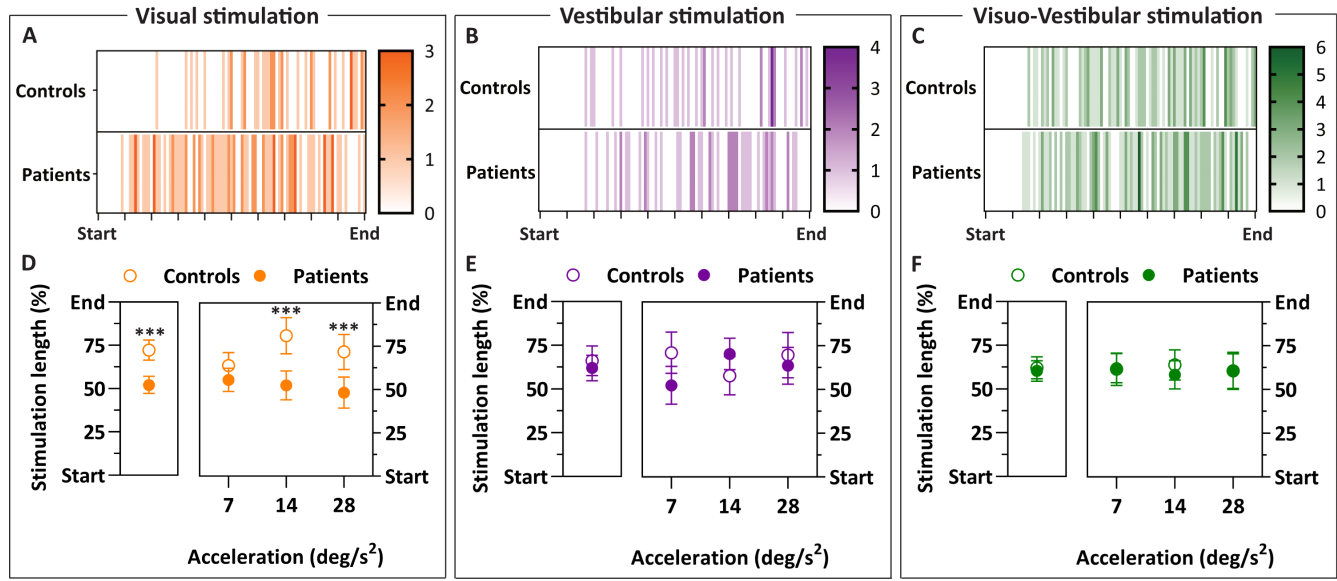 Visual stimulation
A
3
2
1
0
Controls
Patients
Start
End
D
Controls
Patients
Stimulation length (%)
End
75
50
25
Start
***
***
***
End
75
50
25
Start
7
14
28
Acceleration (deg/s²)
Vestibular stimulation
B
4
3
2
1
0
Controls
Patients
Start
End
E
Controls
Patients
Stimulation length (%)
End
75
50
25
Start
End
75
50
25
Start
7
14
28
Acceleration (deg/s²)
Visuo-Vestibular stimulation
C
6
5
4
3
2
1
0
Controls
Patients
Start
End
F
Controls
Patients
Stimulation length (%)
End
75
50
25
Start
End
75
50
25
Start
7
14
28
Acceleration (deg/s²)